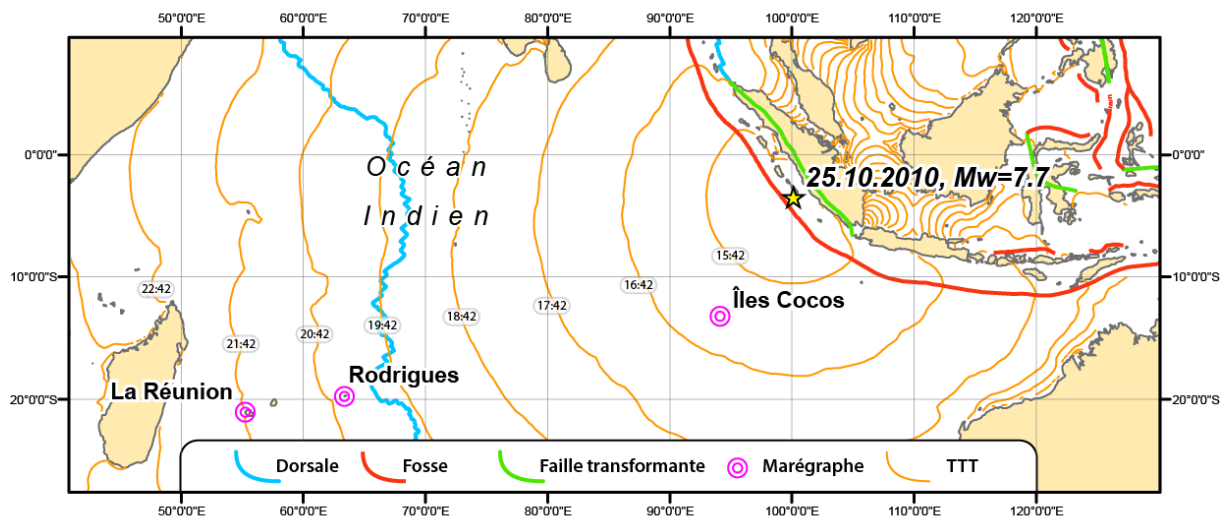 50°0'0"E 60°0'0"E 70°0'0"E 80°0'0"E 90°0'0"E 100°0'0"E 110°0'0"E 120°0'0"E
0°0'0" 0°0'0"
25.10.2010, Mw=7.7
Océan
Indien
15:42
10°0'0"S 10°0'0"S
22:42 16:42
Îles Cocos
17:42
18:42
19:42
20:42
21:42
Rodrigues
La Réunion
20°0'0"S 20°0'0"S
Dorsale Fosse Faille transformante Marégraphe TTT
50°0'0"E 60°0'0"E 70°0'0"E 80°0'0"E 90°0'0"E 100°0'0"E 110°0'0"E 120°0'0"E